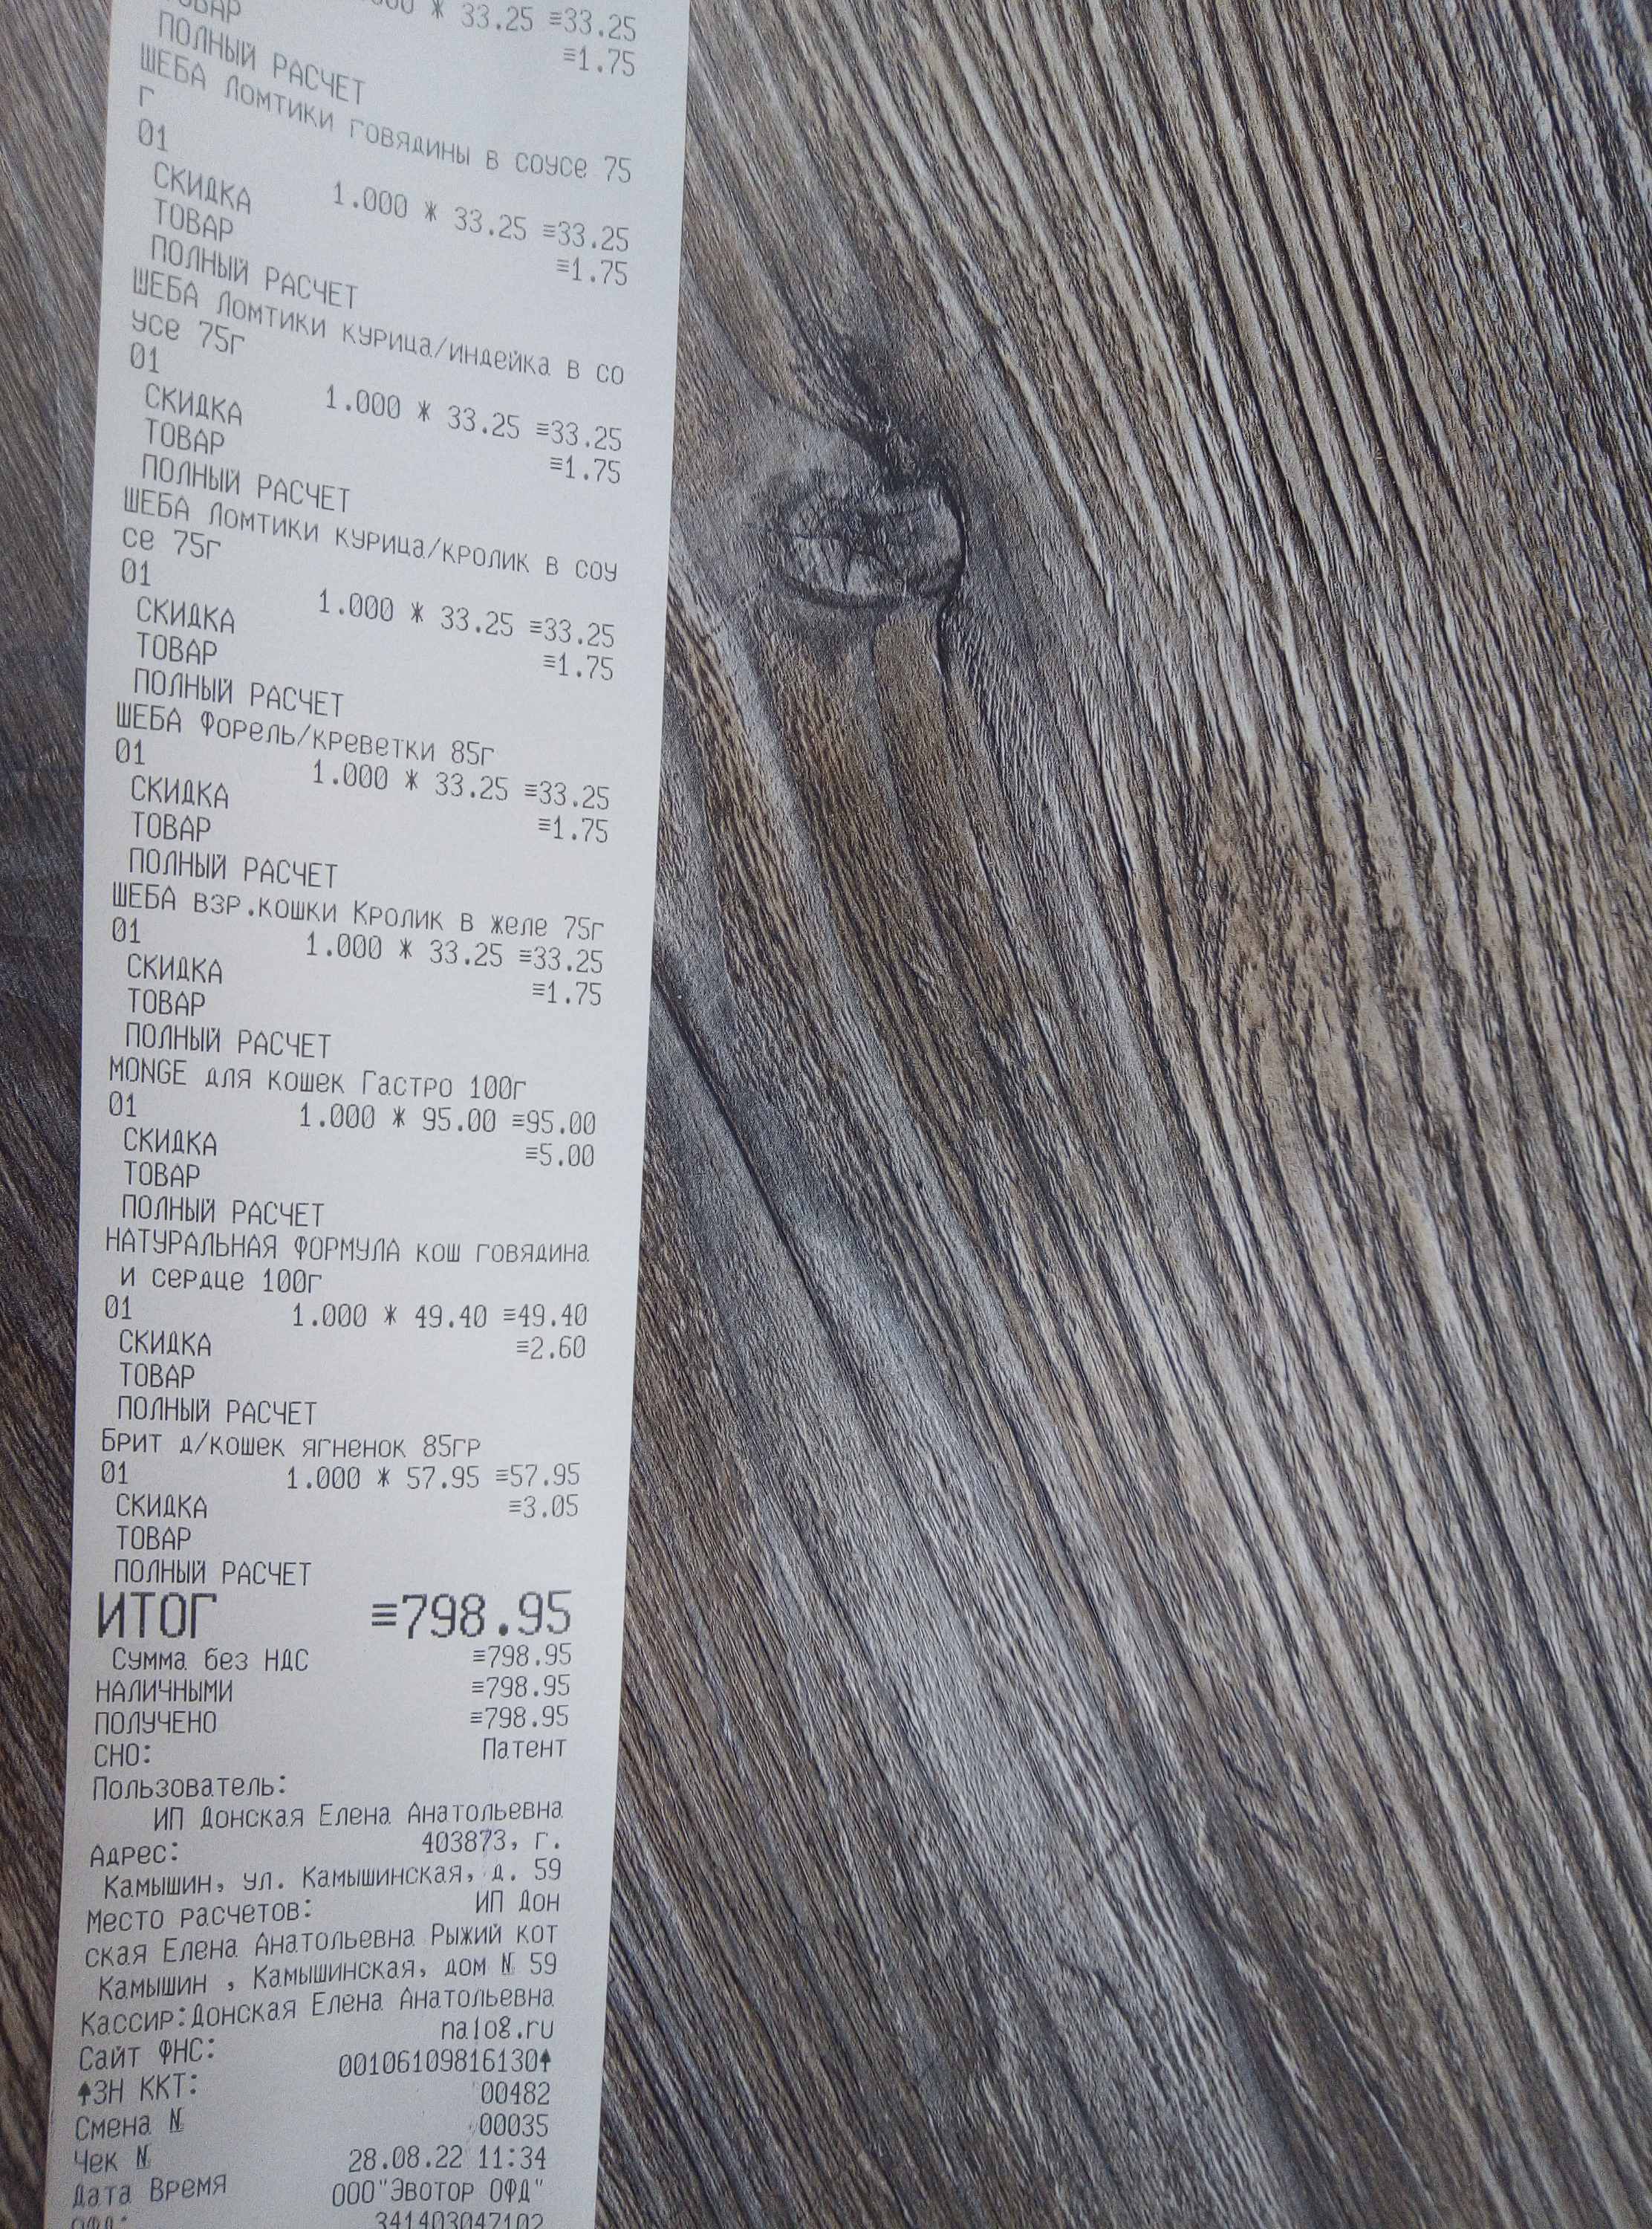 * 33.25 ≡33.25
≡1.75
ПОЛНЫЙ РАСЧЕТ
ШЕБА Ломтики говядины в соусе 75
г
01 1.000 * 33.25 ≡33.25
СКИДКА ≡1.75
ТОВАР
ПОЛНЫЙ РАСЧЕТ
ШЕБА Ломтики курица/индейка в со
усе 75г
01 1.000 * 33.25 ≡33.25
СКИДКА ≡1.75
ТОВАР
ПОЛНЫЙ РАСЧЕТ
ШЕБА Ломтики курица/кролик в соу
се 75г
01 1.000 * 33.25 ≡33.25
СКИДКА ≡1.75
ТОВАР
ПОЛНЫЙ РАСЧЕТ
ШЕБА Форель/креветки 85г
01 1.000 * 33.25 ≡33.25
СКИДКА ≡1.75
ТОВАР
ПОЛНЫЙ РАСЧЕТ
ШЕБА взр.кошки Кролик в желе 75г
01 1.000 * 33.25 ≡33.25
СКИДКА ≡1.75
ТОВАР
ПОЛНЫЙ РАСЧЕТ
MONGE для кошек Гастро 100г
01 1.000 * 95.00 ≡95.00
СКИДКА ≡5.00
ТОВАР
ПОЛНЫЙ РАСЧЕТ
НАТУРАЛЬНАЯ ФОРМУЛА кош говядина
и сердце 100г
01 1.000 * 49.40 ≡49.40
СКИДКА ≡2.60
ТОВАР
ПОЛНЫЙ РАСЧЕТ
Брит д/кошек ягненок 85ГР
01 1.000 * 57.95 ≡57.95
СКИДКА ≡3.05
ТОВАР
ПОЛНЫЙ РАСЧЕТ
ИТОГ ≡798.95
Сумма без НДС ≡798.95
НАЛИЧНЫМИ ≡798.95
ПОЛУЧЕНО ≡798.95
СНО: Патент
Пользователь:
ИП Донская Елена Анатольевна
Адрес: 403873, г.
Камышин, ул. Камышинская, д. 59
Место расчетов: ИП Дон
ская Елена Анатольевна Рыжий кот
Камышин , Камышинская, дом № 59
Кассир:Донская Елена Анатольевна
Сайт ФНС: nalog.ru
↑ЗН ККТ: 00106109816130↑
Смена № 00482
Чек № 00035
Дата Время 28.08.22 11:34
ООО"Эвотор ОФД"